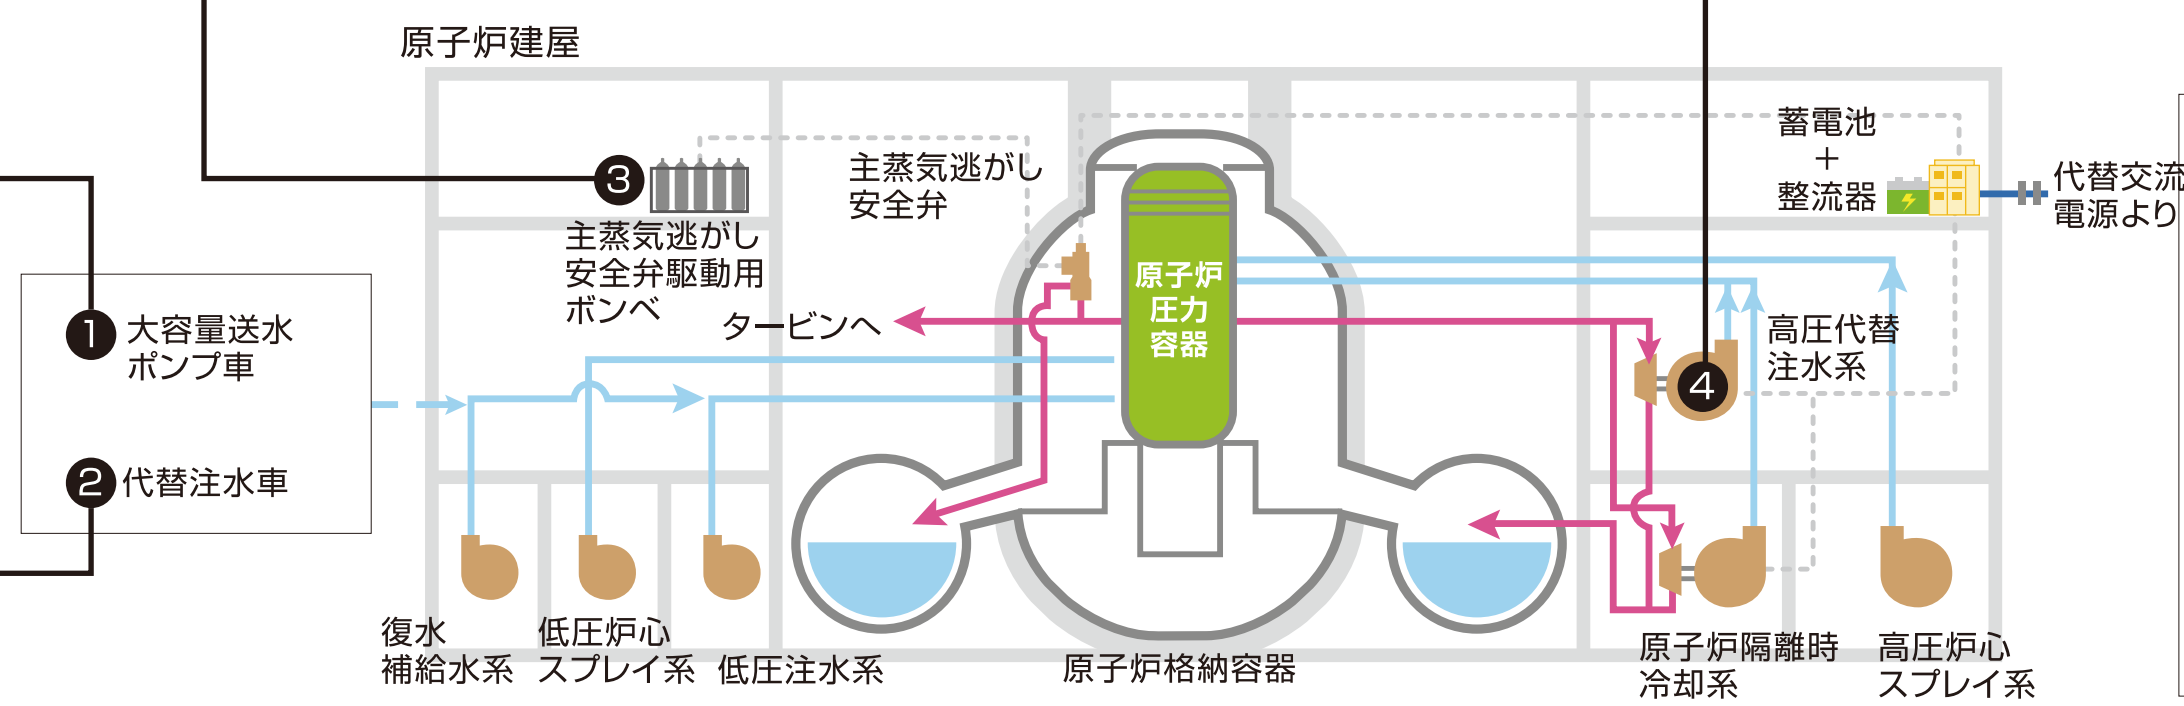 原子炉建屋
3
主蒸気逃がし
安全弁駆動用
ボンベ
主蒸気逃がし
安全弁
蓄電池
＋
整流器
代替交流
電源より
1
大容量送水
ポンプ車
2
代替注水車
タービンへ
原子炉
圧力
容器
4
高圧代替
注水系
復水
補給水系
低圧炉心
スプレイ系
低圧注水系
原子炉格納容器
原子炉隔離時
冷却系
高圧炉心
スプレイ系